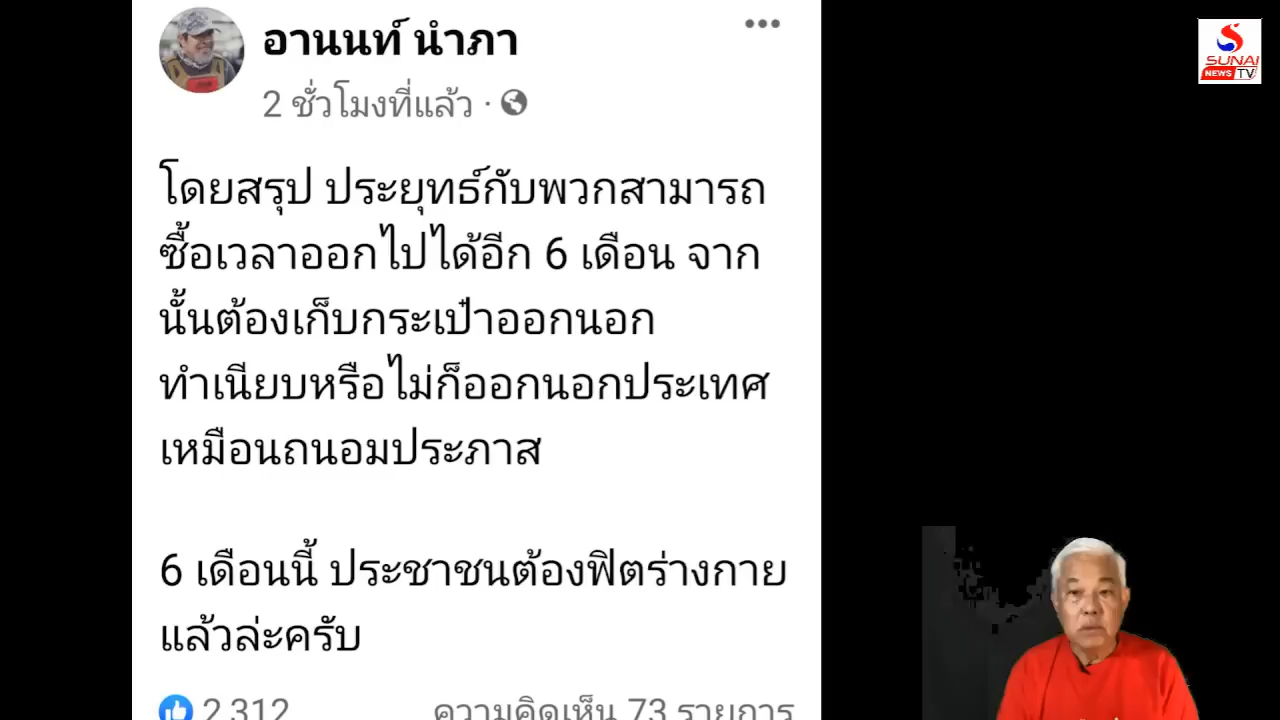 อานนท์ นำภา
2 ชั่วโมงที่แล้ว ·
โดยสรุป ประยุทธ์กับพวกสามารถ
ซื้อเวลาออกไปได้อีก 6 เดือน จาก
นั้นต้องเก็บกระเป๋าออกนอก
ทำเนียบหรือไม่ก็ออกนอกประเทศ
เหมือนถนอมประภาส
6 เดือนนี้ ประชาชนต้องฟิตร่างกาย
แล้วล่ะครับ
2,312 ความคิดเห็น 73 รายการ
SUNAI
NEWS TV